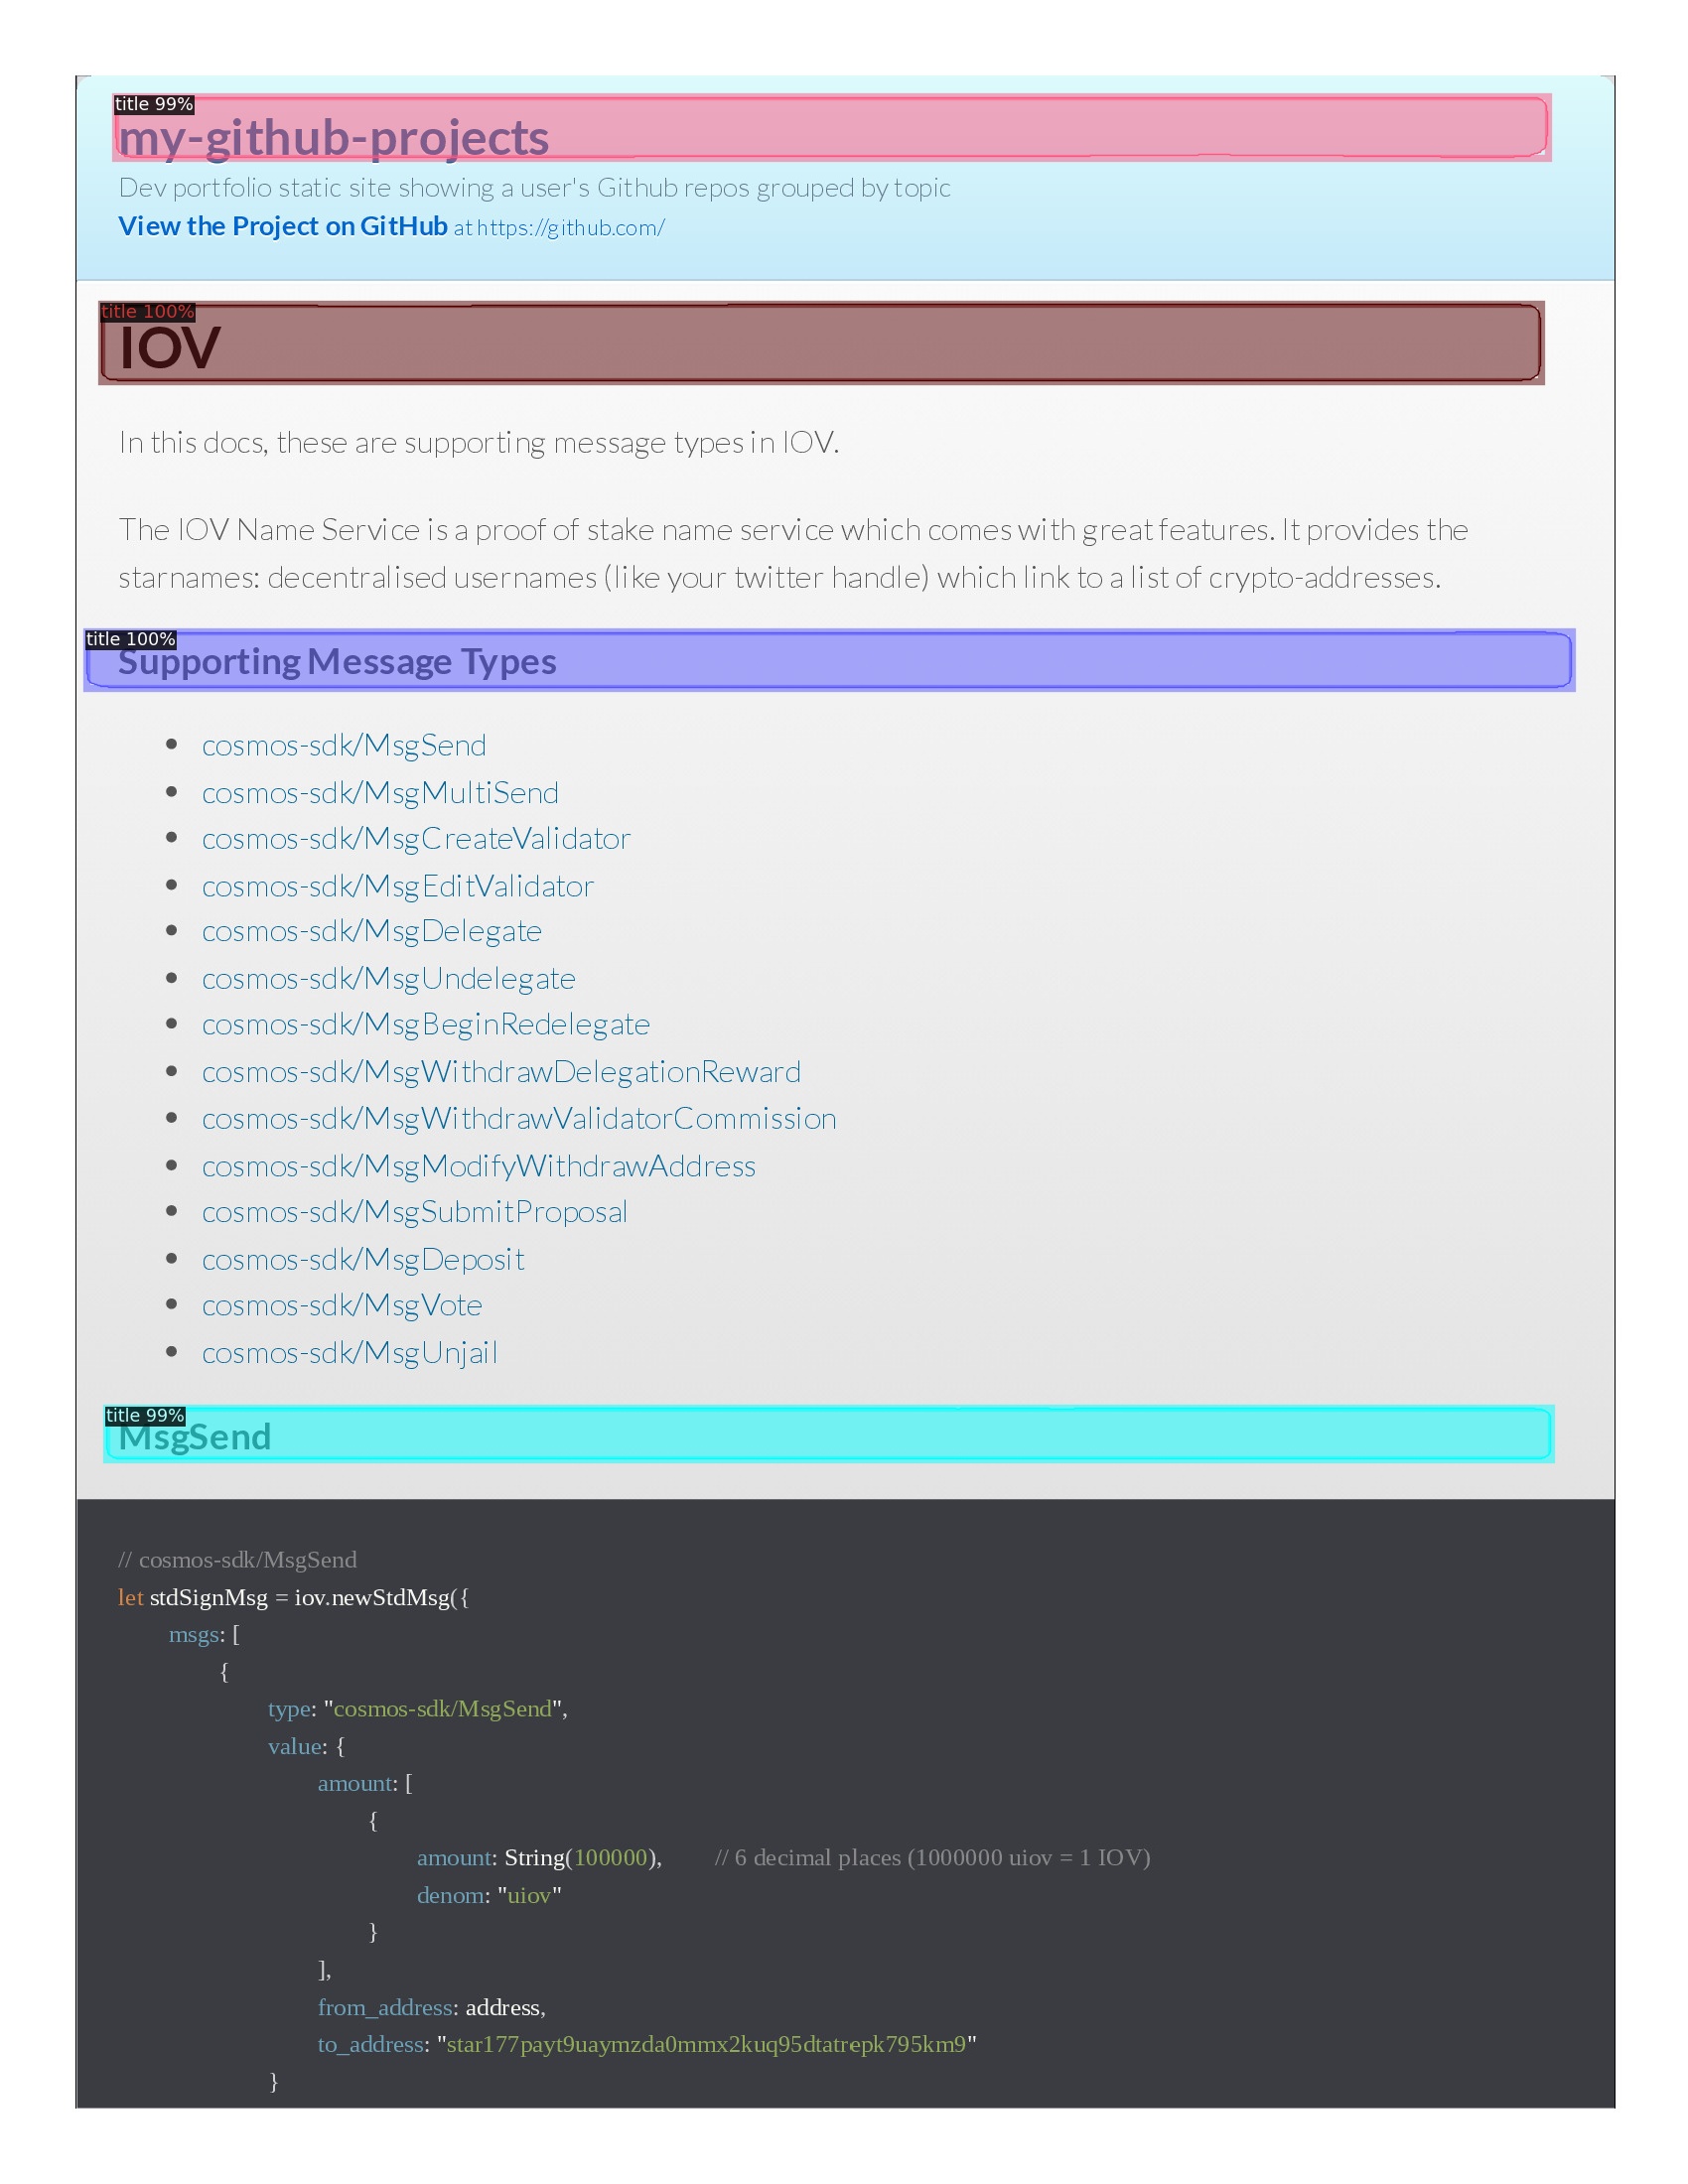 title 99%
my-github-projects
Dev portfolio static site showing a user's Github repos grouped by topic
View the Project on GitHub at https://github.com/
title 100%
IOV
In this docs, these are supporting message types in IOV.
The IOV Name Service is a proof of stake name service which comes with great features. It provides the
starnames: decentralised usernames (like your twitter handle) which link to a list of crypto-addresses.
title 100%
Supporting Message Types
• cosmos-sdk/MsgSend
• cosmos-sdk/MsgMultiSend
• cosmos-sdk/MsgCreateValidator
• cosmos-sdk/MsgEditValidator
• cosmos-sdk/MsgDelegate
• cosmos-sdk/MsgUndelegate
• cosmos-sdk/MsgBeginRedelegate
• cosmos-sdk/MsgWithdrawDelegationReward
• cosmos-sdk/MsgWithdrawValidatorCommission
• cosmos-sdk/MsgModifyWithdrawAddress
• cosmos-sdk/MsgSubmitProposal
• cosmos-sdk/MsgDeposit
• cosmos-sdk/MsgVote
• cosmos-sdk/MsgUnjail
title 99%
MsgSend
// cosmos-sdk/MsgSend
let stdSignMsg = iov.newStdMsg({
msgs: [
{
type: "cosmos-sdk/MsgSend",
value: {
amount: [
{
amount: String(100000), // 6 decimal places (1000000 uiov = 1 IOV)
denom: "uiov"
}
],
from_address: address,
to_address: "star177payt9uaymzda0mmx2kuq95dtatrepk795km9"
}